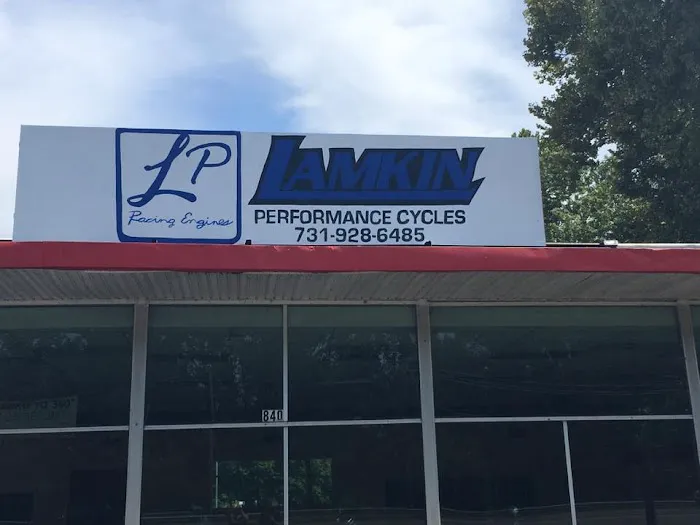 LP
Racing Engines
LAMKIN
PERFORMANCE CYCLES
731-928-6485
840